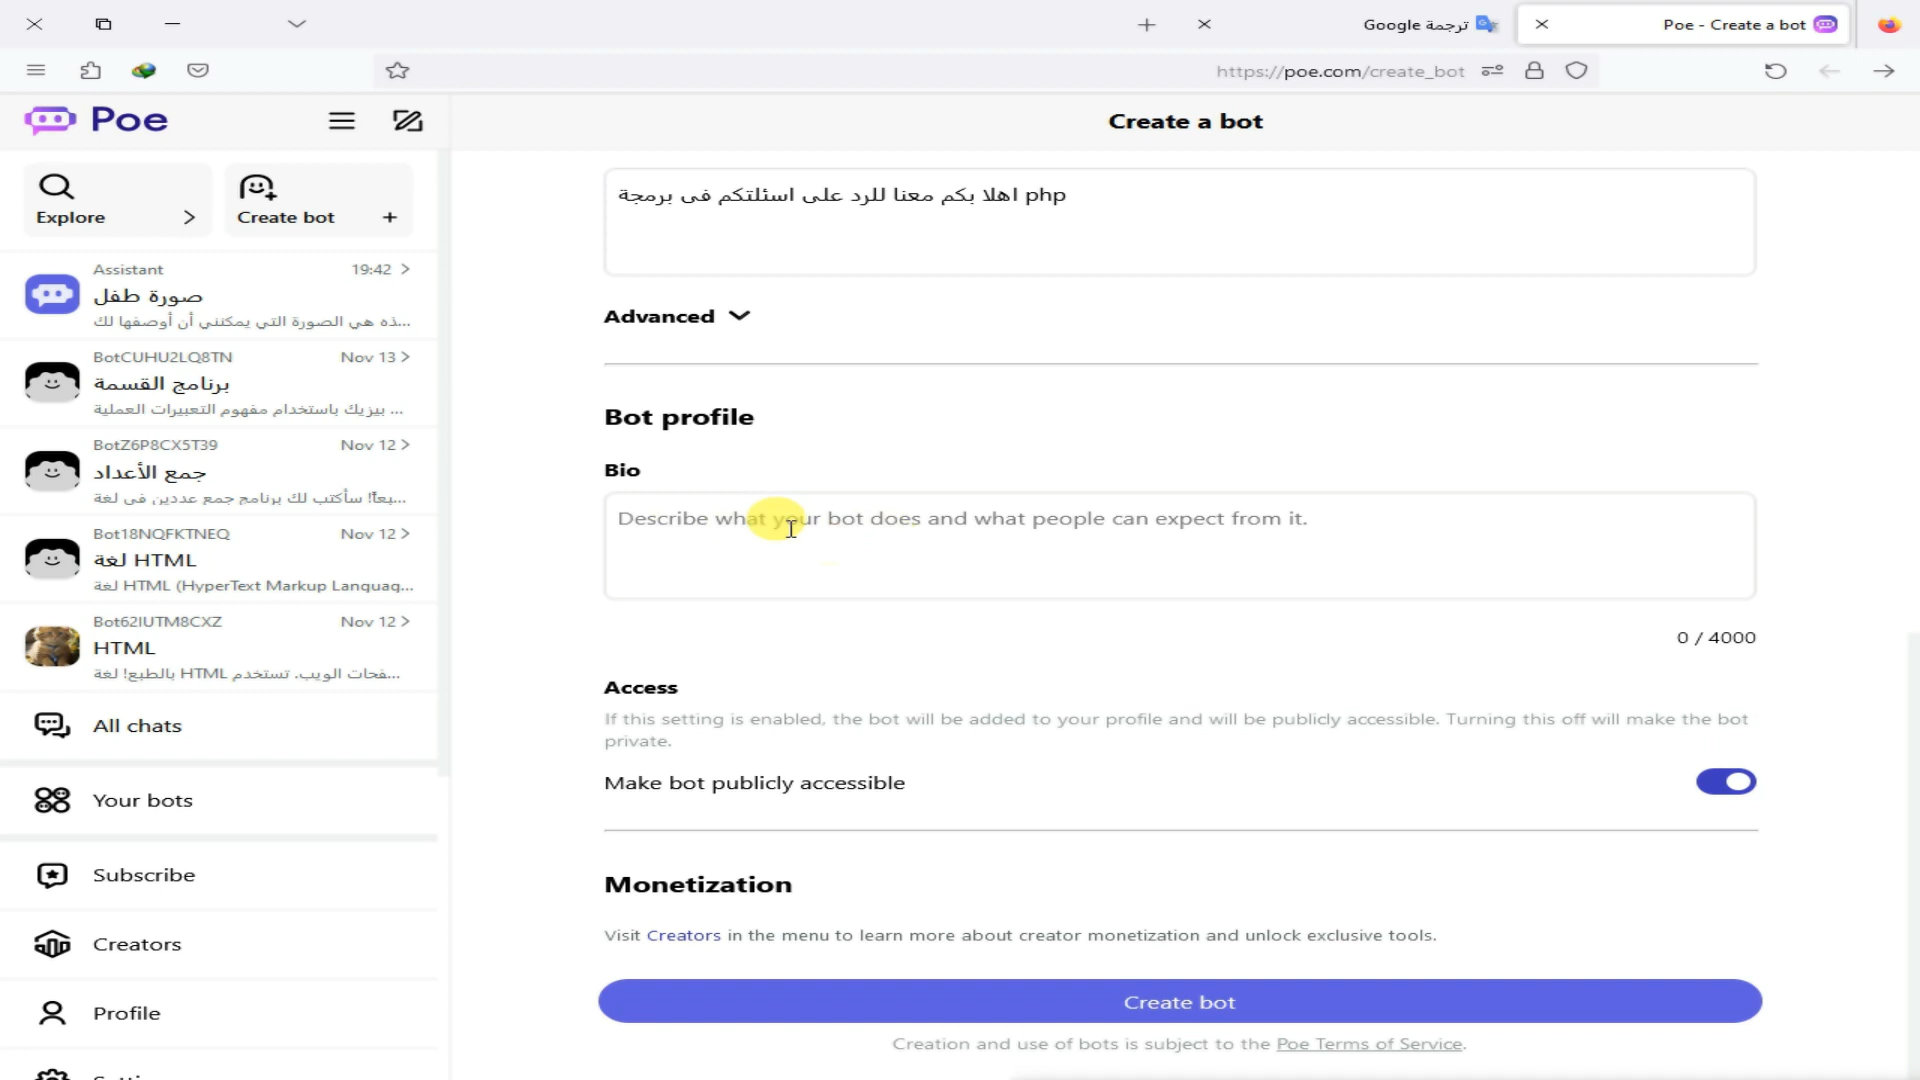 ترجمة Google
Poe - Create a bot
https://poe.com/create_bot
Poe
Create a bot
Explore
Create bot
Assistant 19:42
صورة طفل
ذه هي الصورة التي يمكنني أن أوصفها لك...
BotCUHU2LQ8TN Nov 13
برنامج القسمة
بيزيك باستخدام مفهوم التعبيرات العملية ...
BotZ6P8CX5T39 Nov 12
جمع الأعداد
بعاً! سأكتب لك برنامج جمع عددين في لغة...
Bot18NQFKTNEQ Nov 12
لغة HTML
لغة HTML (HyperText Markup Languag...
Bot62IUTM8CXZ Nov 12
HTML
فحات الويب. تستخدم HTML بالطبع! لغة...
All chats
Your bots
Subscribe
Creators
Profile
اهلا بكم معنا للرد على اسئلتكم فى برمجة php
Advanced
Bot profile
Bio
Describe what your bot does and what people can expect from it.
0 / 4000
Access
If this setting is enabled, the bot will be added to your profile and will be publicly accessible. Turning this off will make the bot
private.
Make bot publicly accessible
Monetization
Visit Creators in the menu to learn more about creator monetization and unlock exclusive tools.
Create bot
Creation and use of bots is subject to the Poe Terms of Service.